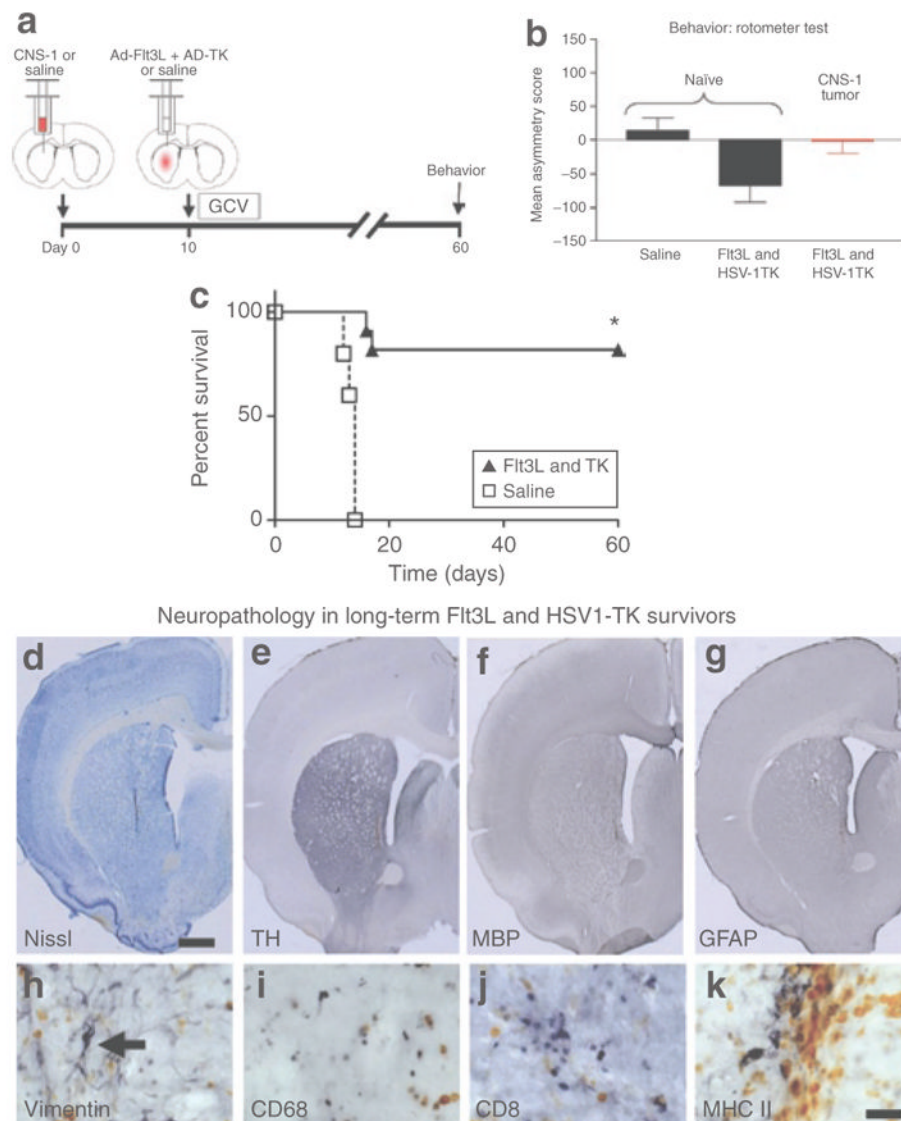 a
CNS-1 or
saline
Ad-Flt3L + AD-TK
or saline
GCV
Behavior
Day 0
10
60
b
Behavior: rotometer test
Mean asymmetry score
150
100
50
0
−50
−100
−150
Naïve
CNS-1
tumor
Saline
Flt3L and
HSV-1TK
Flt3L and
HSV-1TK
c
Percent survival
100
50
0
*
Flt3L and TK
Saline
0
20
40
60
Time (days)
Neuropathology in long-term Flt3L and HSV1-TK survivors
d
Nissl
e
TH
f
MBP
g
GFAP
h
Vimentin
i
CD68
j
CD8
k
MHC II